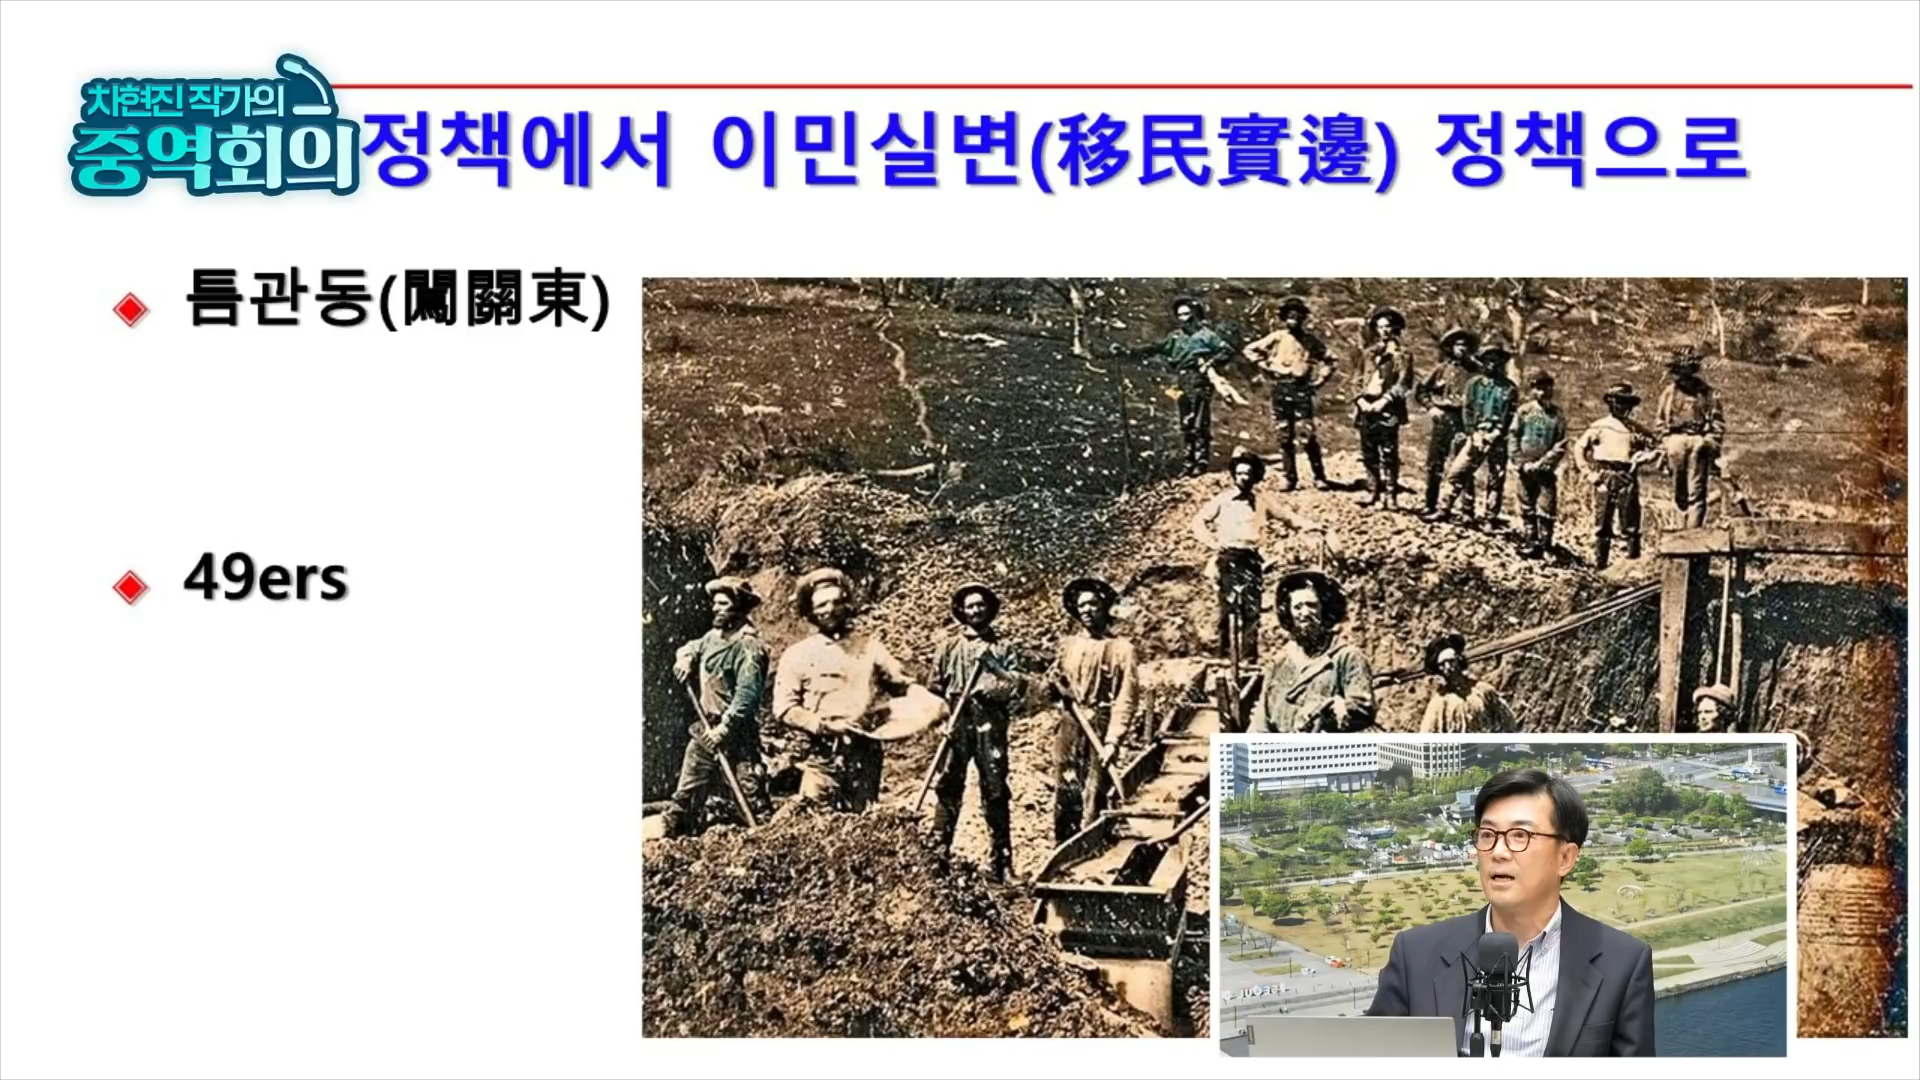 차현진 작가의
중역회의
정책에서 이민실변(移民實邊) 정책으로
틈관동(闖關東)
49ers